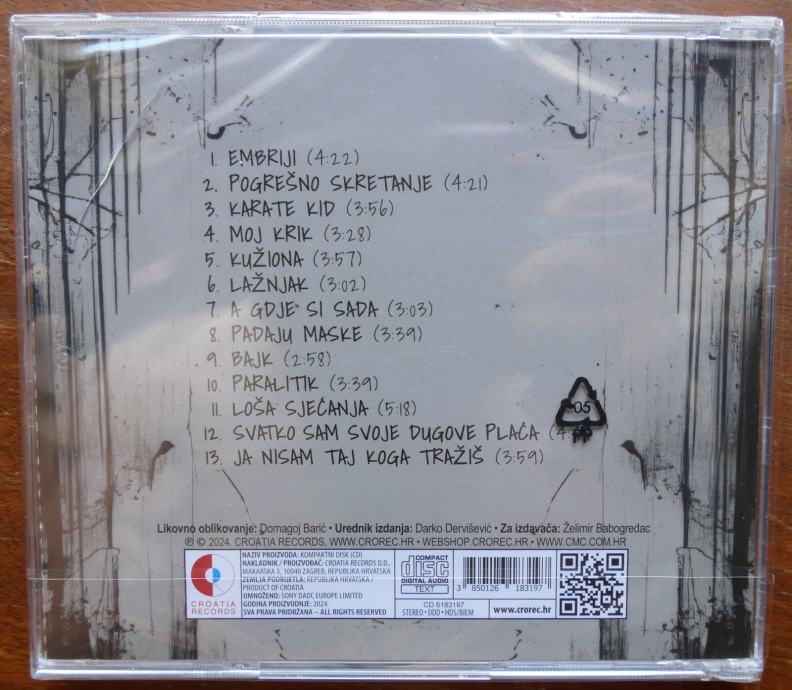 1. EMBRIJI (4:22)
2. POGREŠNO SKRETANJE (4:21)
3. KARATE KID (3:56)
4. MOJ KRIK (3:28)
5. KUŽIONA (3:57)
6. LAŽNJAK (3:02)
7. A GDJE SI SADA (3:03)
8. PADAJU MASKE (3:39)
9. BAJK (2:58)
10. PARALITIK (3:39)
11. LOŠA SJEĆANJA (5:18)
05
12. SVATKO SAM SVOJE DUGOVE PLAĆA (4:
PP
13. JA NISAM TAJ KOGA TRAŽIŠ (3:59)
Likovno oblikovanje: Domagoj Barić • Urednik izdanja: Darko Dervišević • Za izdavača: Želimir Babogredac
℗ © 2024. CROATIA RECORDS, WWW.CROREC.HR • WEBSHOP.CROREC.HR • WWW.CMC.COM.HR
CROATIA
RECORDS
NAZIV PROIZVODA: KOMPAKTNI DISK (CD)
NAKLADNIK / PROIZVOĐAČ: CROATIA RECORDS D.D.,
MAKARSKA 3, 10040 ZAGREB, REPUBLIKA HRVATSKA
ZEMLJA PODRIJETLA: REPUBLIKA HRVATSKA /
PRODUCT OF CROATIA
UMNOŽENO: SONY DADC EUROPE LIMITED
GODINA PROIZVODNJE: 2024.
SVA PRAVA PRIDRŽANA – ALL RIGHTS RESERVED
COMPACT
disc
DIGITAL AUDIO
TEXT
3 850126 183197
CD 6183197
STEREO • DDD • HDS/BIEM
www.crorec.hr